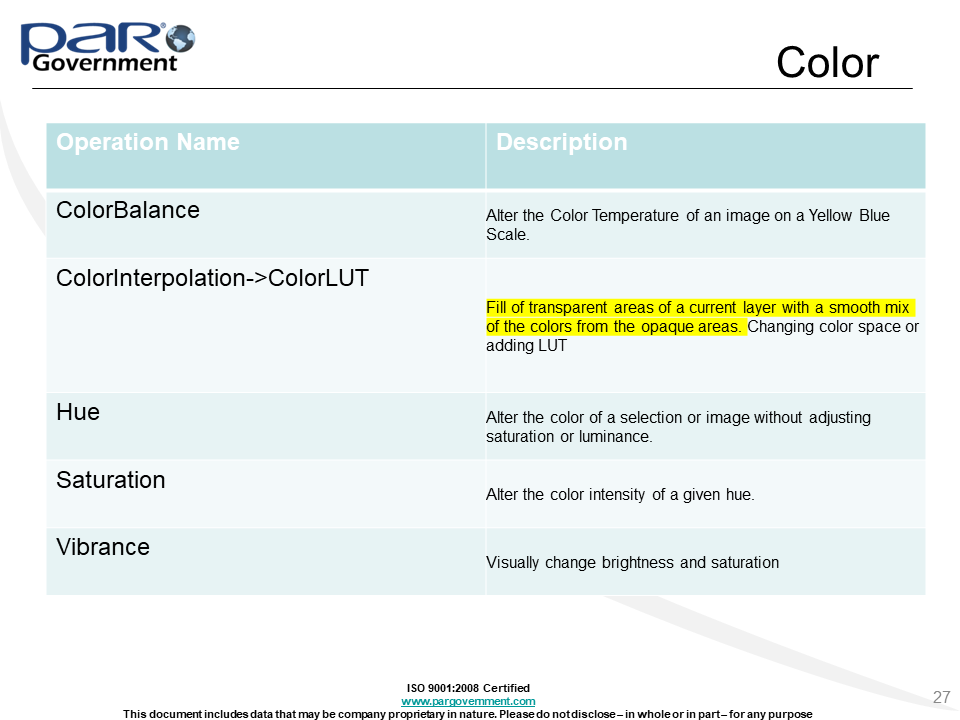 PAR
Government
Color
Operation Name
Description
ColorBalance
Alter the Color Temperature of an image on a Yellow Blue
Scale.
ColorInterpolation->ColorLUT
Fill of transparent areas of a current layer with a smooth mix
of the colors from the opaque areas. Changing color space or
adding LUT
Hue
Alter the color of a selection or image without adjusting
saturation or luminance.
Saturation
Alter the color intensity of a given hue.
Vibrance
Visually change brightness and saturation
ISO 9001:2008 Certified
www.pargovernment.com
This document includes data that may be company proprietary in nature. Please do not disclose – in whole or in part – for any purpose
27